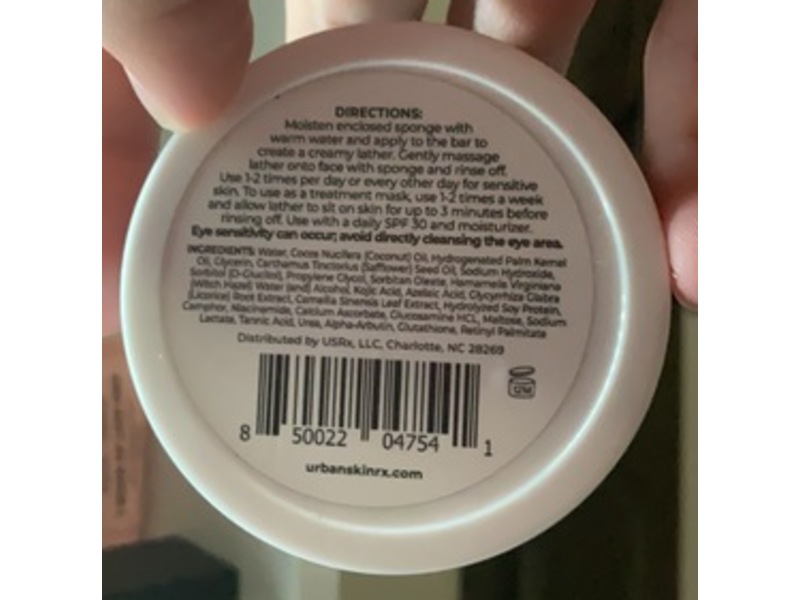 DIRECTIONS:
Moisten enclosed sponge with
warm water and apply to the bar to
create a creamy lather. Gently massage
lather onto face with sponge and rinse off.
Use 1-2 times per day or every other day for sensitive
skin. To use as a treatment mask, use 1-2 times a week
and allow lather to sit on skin for up to 3 minutes before
rinsing off. Use with a daily SPF 30 and moisturizer.
Eye sensitivity can occur; avoid directly cleansing the eye area.
INGREDIENTS: Water, Cocos Nucifera (Coconut) Oil, Hydrogenated Palm Kernel
Oil, Glycerin, Carthamus Tinctorius (Safflower) Seed Oil, Sodium Hydroxide,
Sorbitol (D-Glucitol), Propylene Glycol, Sorbitan Oleate, Hamamelis Virginiana
(Witch Hazel) Water (and) Alcohol, Kojic Acid, Azelaic Acid, Glycyrrhiza Glabra
(Licorice) Root Extract, Camellia Sinensis Leaf Extract, Hydrolyzed Soy Protein,
Camphor, Niacinamide, Calcium Ascorbate, Glucosamine HCL, Maltose, Sodium
Lactate, Tannic Acid, Urea, Alpha-Arbutin, Glutathione, Retinyl Palmitate
Distributed by USRx, LLC, Charlotte, NC 28269
12M
8 50022 04754 1
urbanskinrx.com